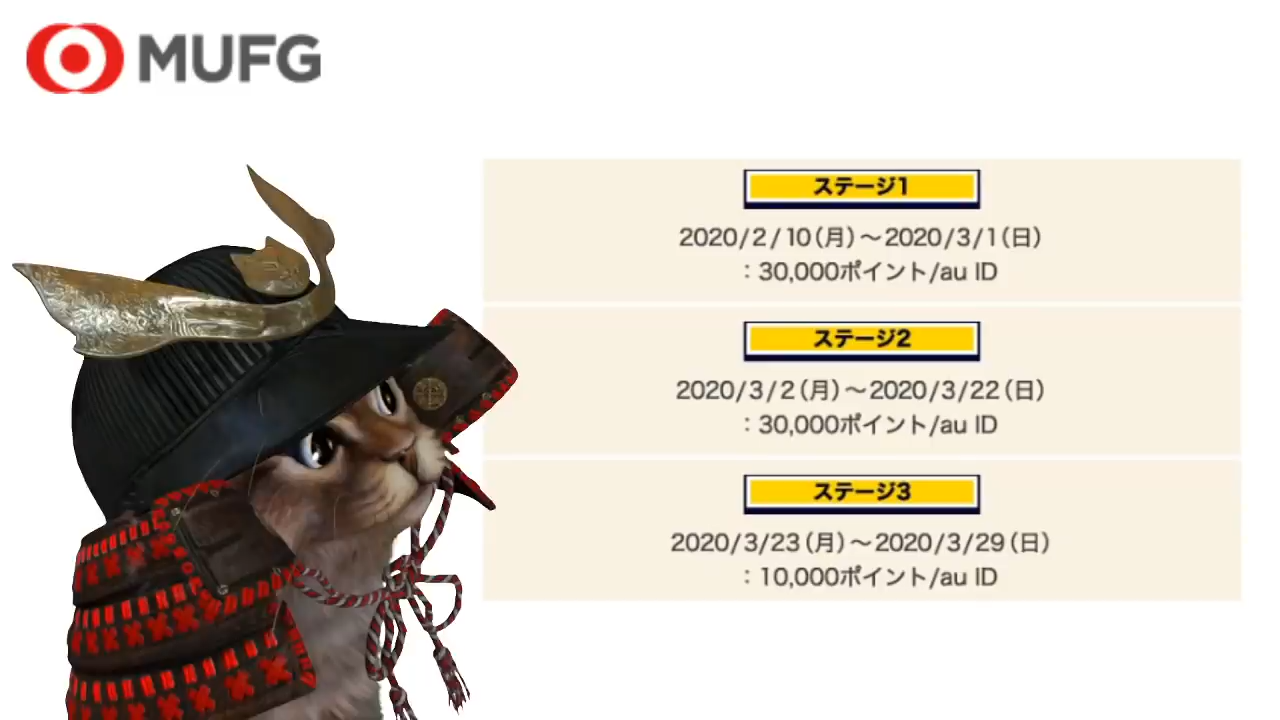 MUFG
ステージ1
2020/2/10(月)～2020/3/1(日)
：30,000ポイント/au ID
ステージ2
2020/3/2(月)～2020/3/22(日)
：30,000ポイント/au ID
ステージ3
2020/3/23(月)～2020/3/29(日)
：10,000ポイント/au ID